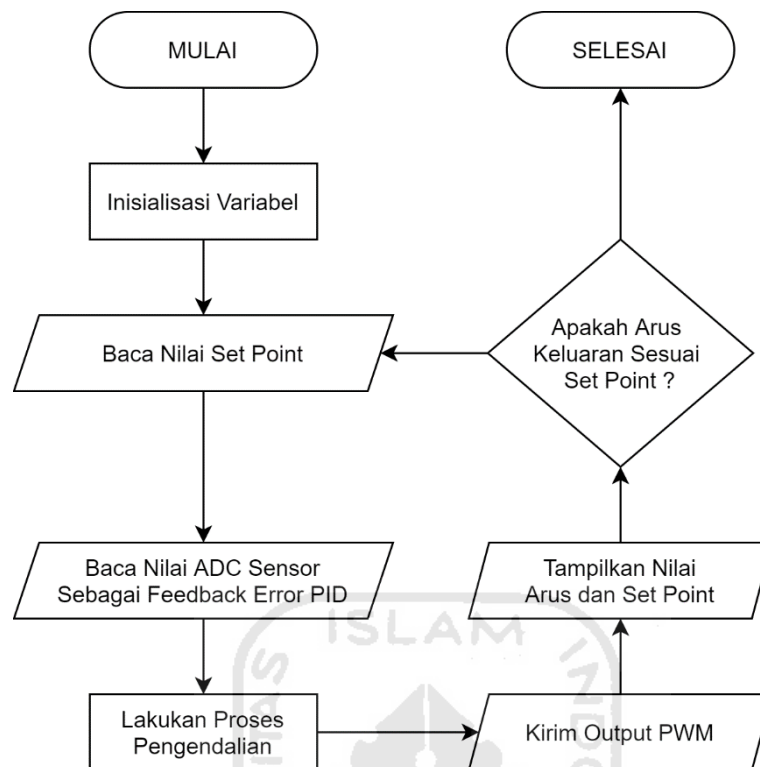 MULAI
Inisialisasi Variabel
Baca Nilai Set Point
Baca Nilai ADC Sensor
Sebagai Feedback Error PID
Lakukan Proses
Pengendalian
Kirim Output PWM
Tampilkan Nilai
Arus dan Set Point
Apakah Arus
Keluaran Sesuai
Set Point ?
SELESAI
ISLAM